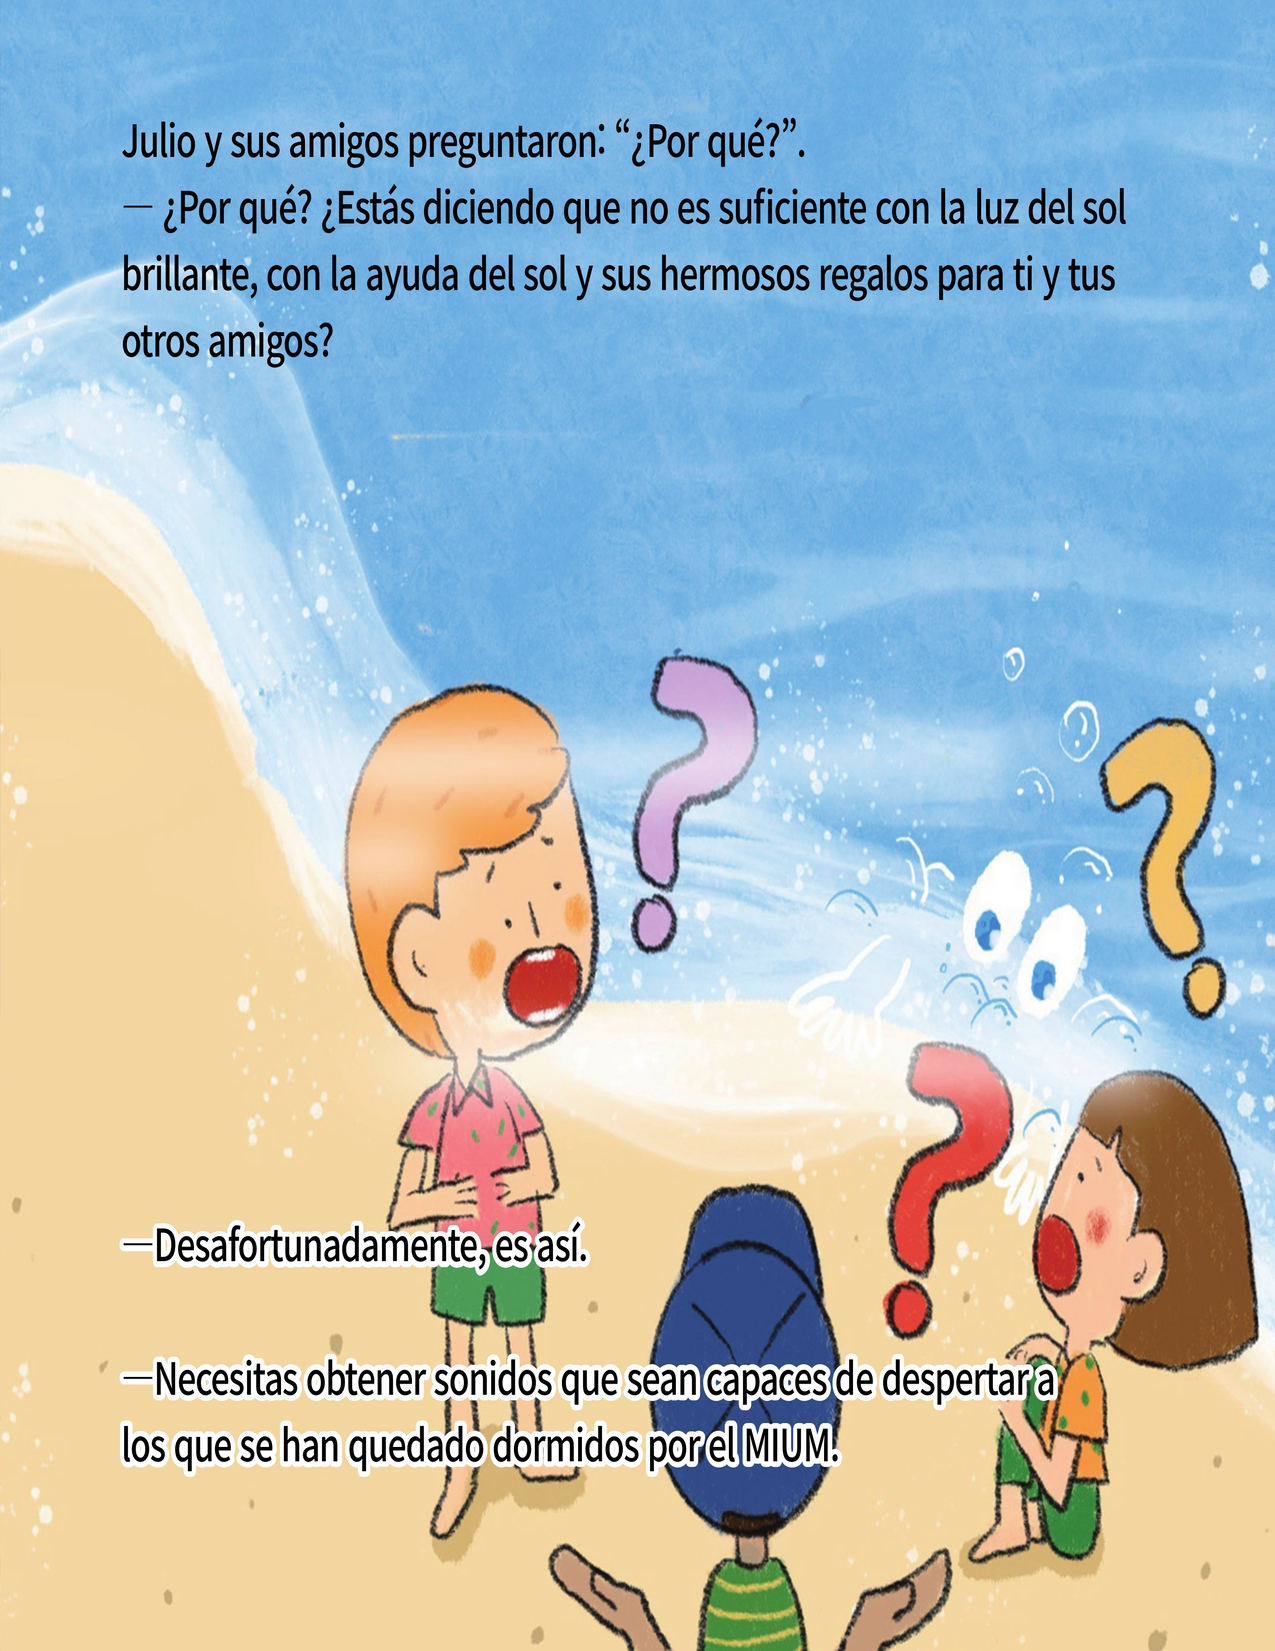 Julio y sus amigos preguntaron: “¿Por qué?”.
— ¿Por qué? ¿Estás diciendo que no es suficiente con la luz del sol
brillante, con la ayuda del sol y sus hermosos regalos para ti y tus
otros amigos?
—Desafortunadamente, es así.
—Necesitas obtener sonidos que sean capaces de despertar a
los que se han quedado dormidos por el MIUM.